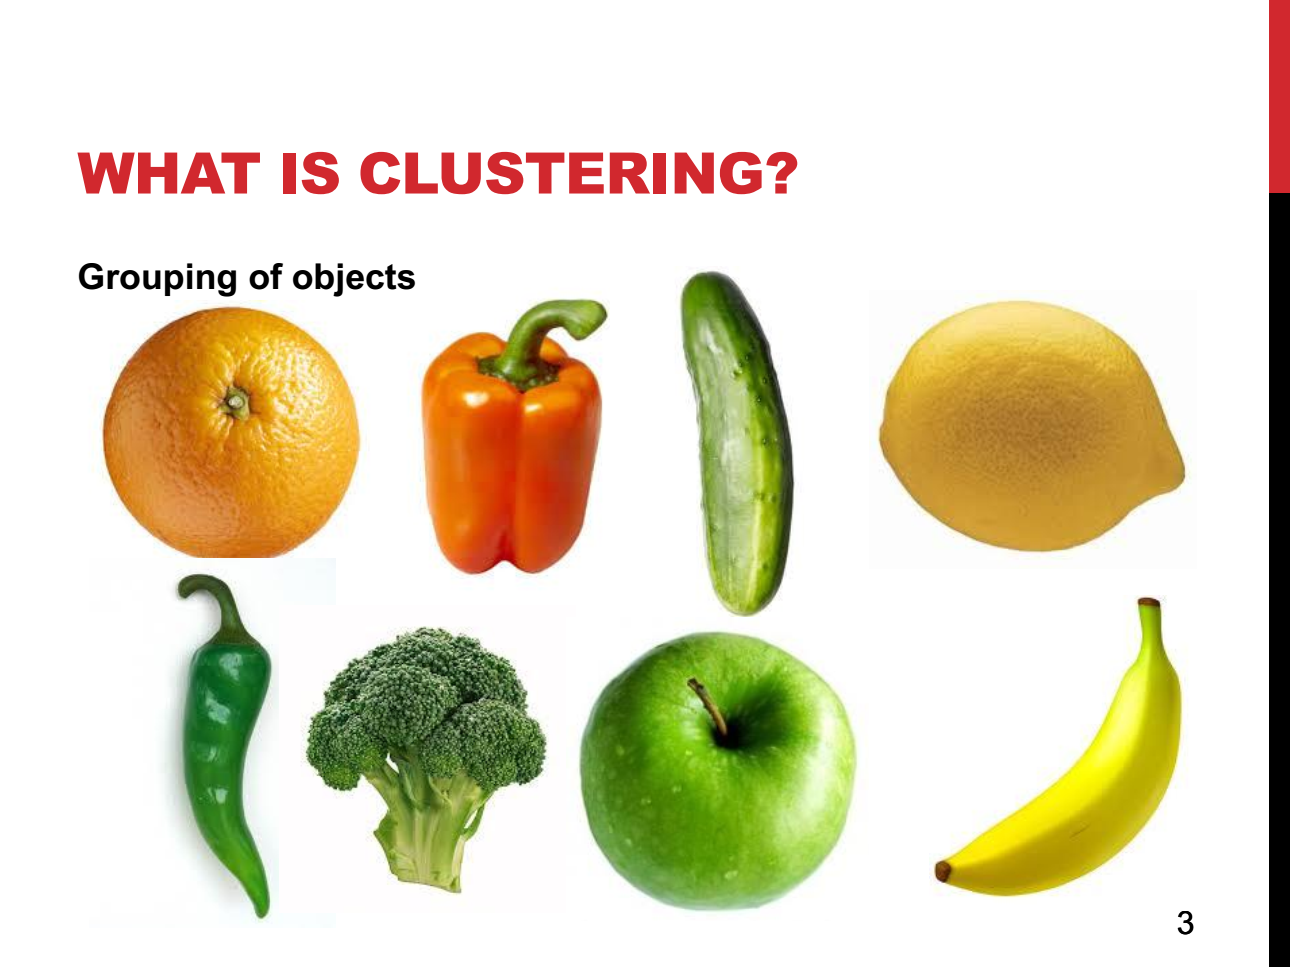 WHAT IS CLUSTERING?
Grouping of objects
3